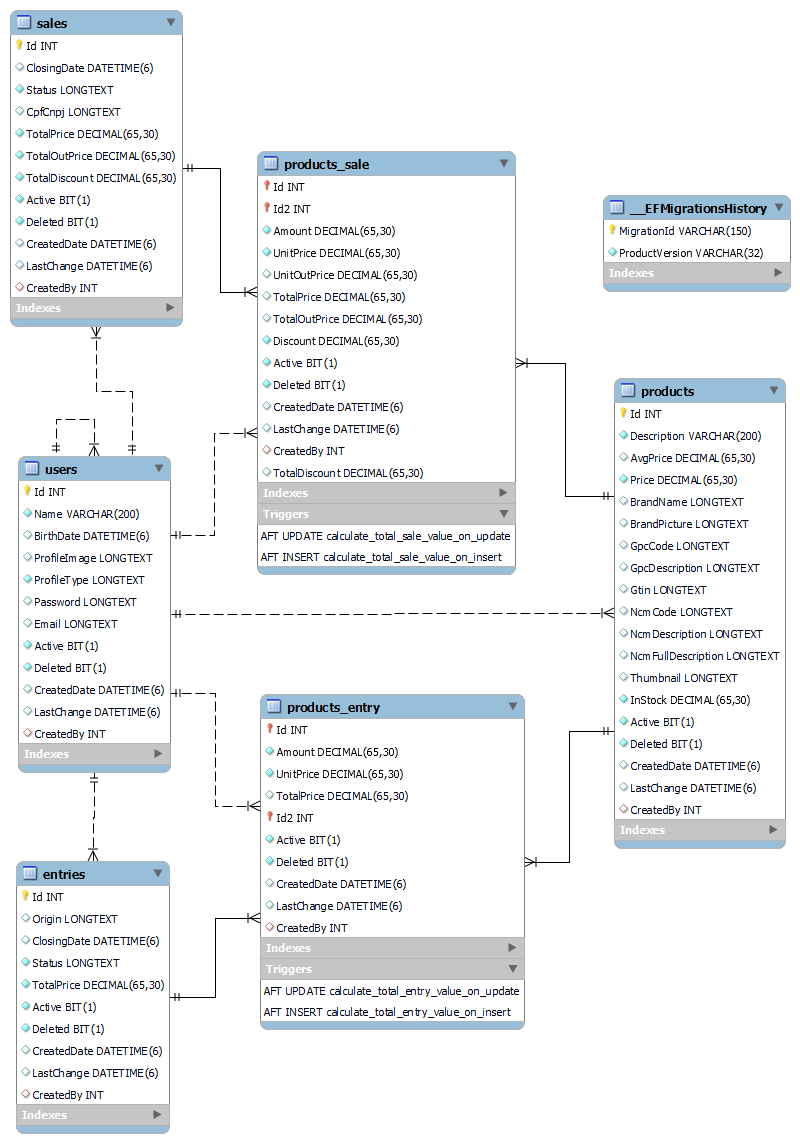 sales
Id INT
ClosingDate DATETIME(6)
Status LONGTEXT
CpfCnpj LONGTEXT
TotalPrice DECIMAL(65,30)
TotalOutPrice DECIMAL(65,30)
TotalDiscount DECIMAL(65,30)
Active BIT(1)
Deleted BIT(1)
CreatedDate DATETIME(6)
LastChange DATETIME(6)
CreatedBy INT
Indexes
products_sale
Id INT
Id2 INT
Amount DECIMAL(65,30)
UnitPrice DECIMAL(65,30)
UnitOutPrice DECIMAL(65,30)
TotalPrice DECIMAL(65,30)
TotalOutPrice DECIMAL(65,30)
Discount DECIMAL(65,30)
Active BIT(1)
Deleted BIT(1)
CreatedDate DATETIME(6)
LastChange DATETIME(6)
CreatedBy INT
TotalDiscount DECIMAL(65,30)
Indexes
Triggers
AFT UPDATE calculate_total_sale_value_on_update
AFT INSERT calculate_total_sale_value_on_insert
__EFMigrationsHistory
MigrationId VARCHAR(150)
ProductVersion VARCHAR(32)
Indexes
products
Id INT
Description VARCHAR(200)
AvgPrice DECIMAL(65,30)
Price DECIMAL(65,30)
BrandName LONGTEXT
BrandPicture LONGTEXT
GpcCode LONGTEXT
GpcDescription LONGTEXT
Gtin LONGTEXT
NcmCode LONGTEXT
NcmDescription LONGTEXT
NcmFullDescription LONGTEXT
Thumbnail LONGTEXT
InStock DECIMAL(65,30)
Active BIT(1)
Deleted BIT(1)
CreatedDate DATETIME(6)
LastChange DATETIME(6)
CreatedBy INT
Indexes
users
Id INT
Name VARCHAR(200)
BirthDate DATETIME(6)
ProfileImage LONGTEXT
ProfileType LONGTEXT
Password LONGTEXT
Email LONGTEXT
Active BIT(1)
Deleted BIT(1)
CreatedDate DATETIME(6)
LastChange DATETIME(6)
CreatedBy INT
Indexes
products_entry
Id INT
Amount DECIMAL(65,30)
UnitPrice DECIMAL(65,30)
TotalPrice DECIMAL(65,30)
Id2 INT
Active BIT(1)
Deleted BIT(1)
CreatedDate DATETIME(6)
LastChange DATETIME(6)
CreatedBy INT
Indexes
Triggers
AFT UPDATE calculate_total_entry_value_on_update
AFT INSERT calculate_total_entry_value_on_insert
entries
Id INT
Origin LONGTEXT
ClosingDate DATETIME(6)
Status LONGTEXT
TotalPrice DECIMAL(65,30)
Active BIT(1)
Deleted BIT(1)
CreatedDate DATETIME(6)
LastChange DATETIME(6)
CreatedBy INT
Indexes